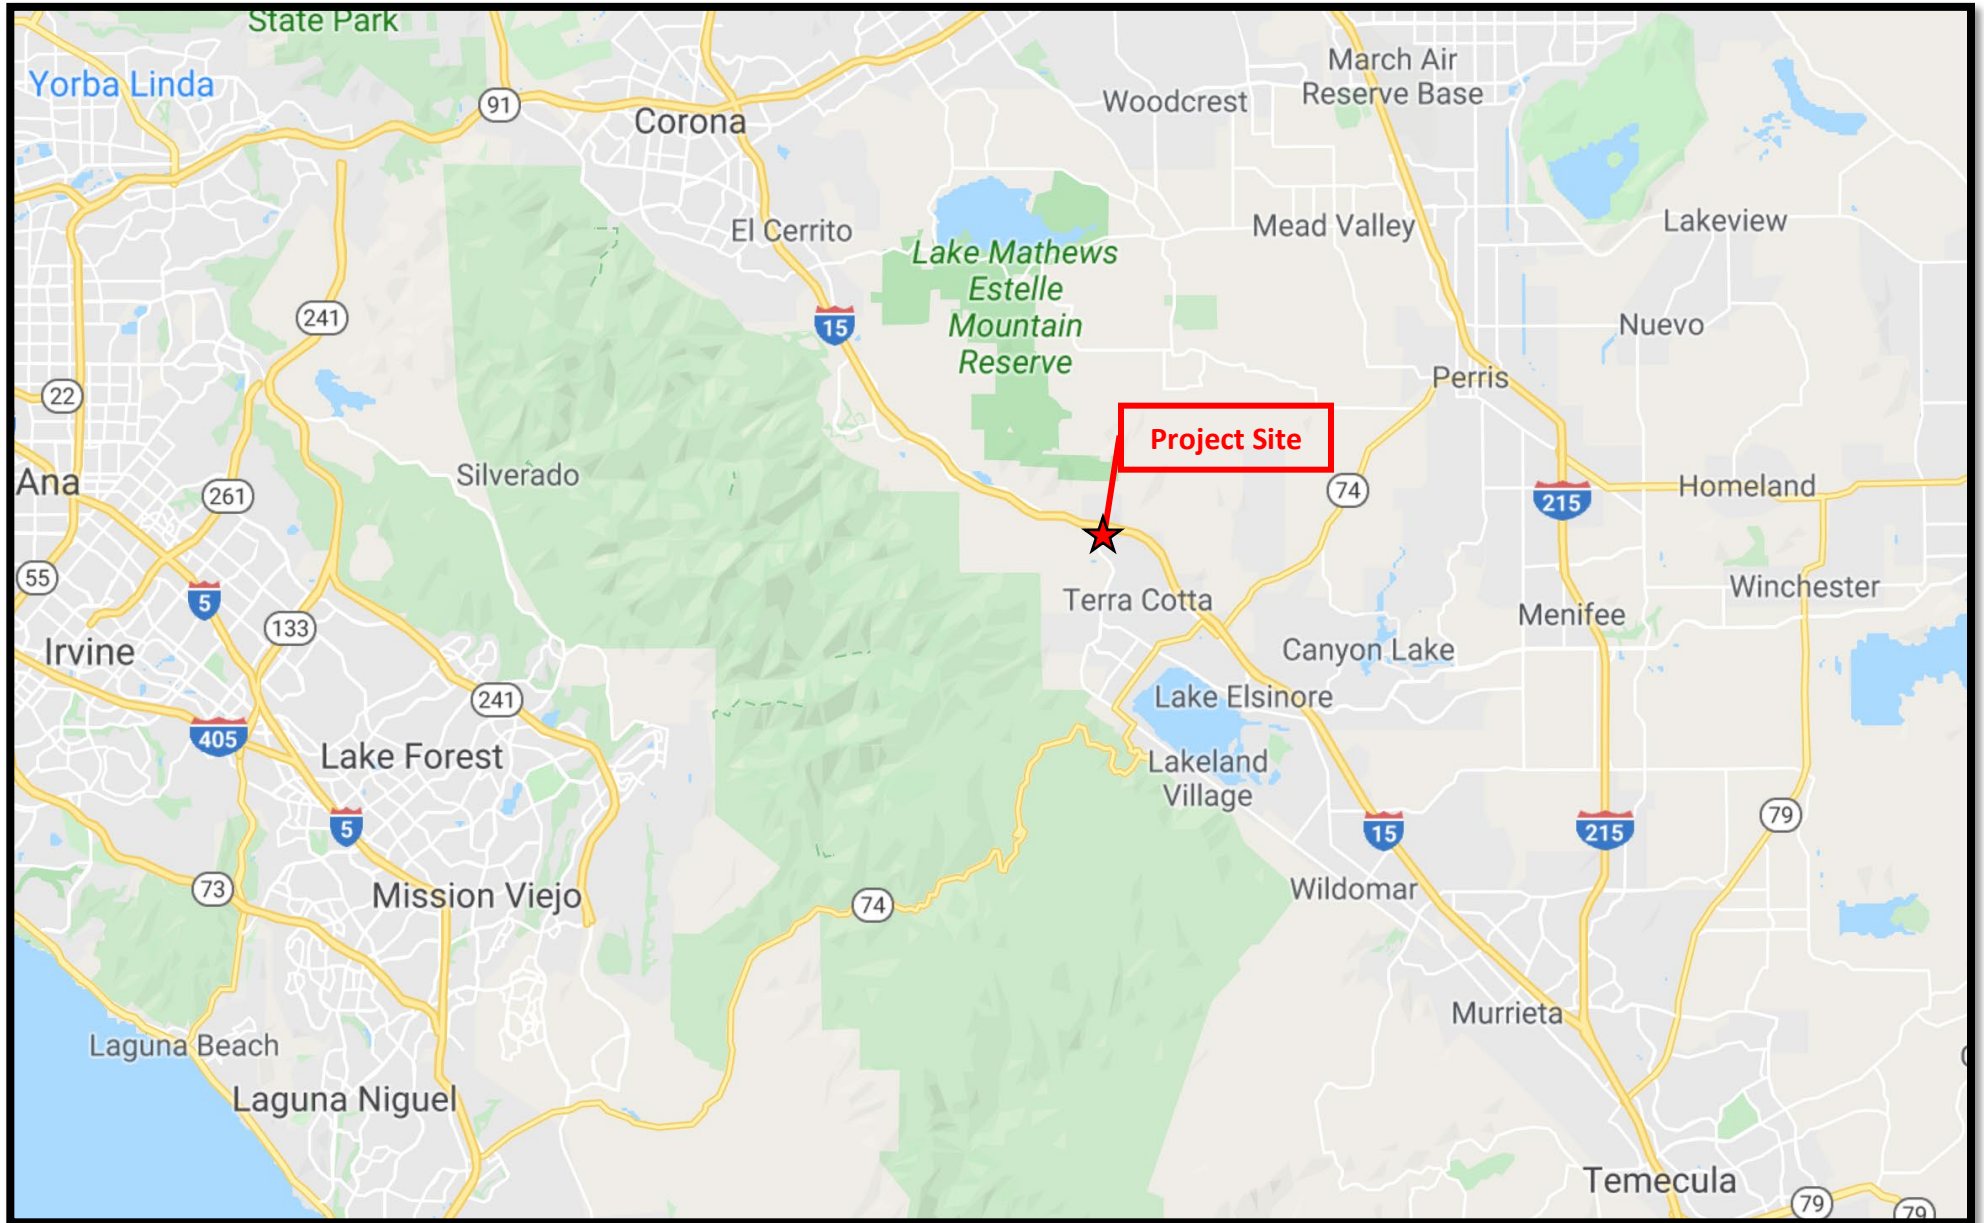 State Park
Yorba Linda
91
Corona
Woodcrest
March Air
Reserve Base
El Cerrito
Mead Valley
Lakeview
Lake Mathews
Estelle
Mountain
Reserve
241
15
Nuevo
22
Perris
Project Site
Ana
Silverado
261
74
215
Homeland
55
5
133
Terra Cotta
Winchester
Menifee
Irvine
Canyon Lake
241
Lake Elsinore
405
Lake Forest
Lakeland
Village
5
15
215
79
73
Mission Viejo
74
Wildomar
Murrieta
Laguna Beach
Laguna Niguel
Temecula
79
79